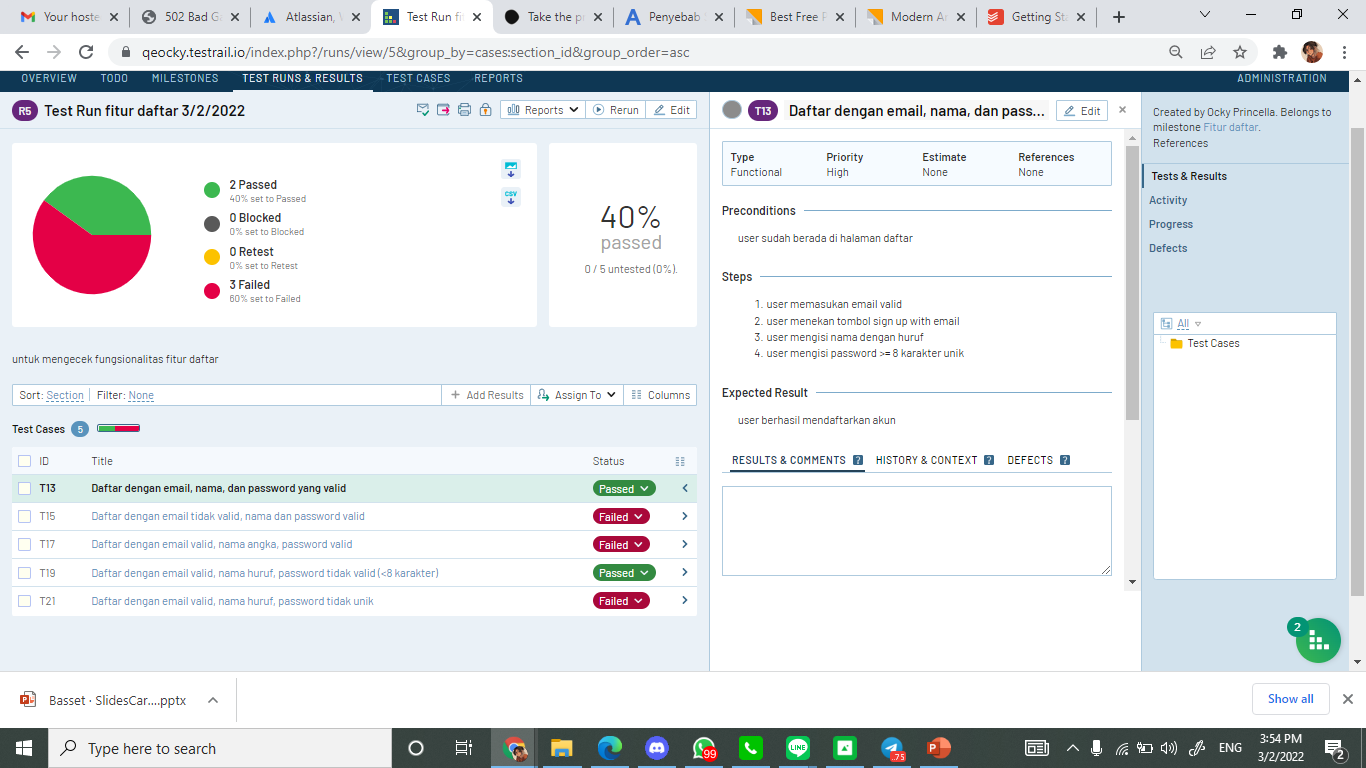 Your hoste
502 Bad G
Atlassian, 
Test Run fi
Take the p
Penyebab
Best Free
Modern A
Getting St
qeocky.testrail.io/index.php?/runs/view/5&group_by=cases:section_id&group_order=asc
OVERVIEW TODO MILESTONES TEST RUNS & RESULTS TEST CASES REPORTS ADMINISTRATION
R5 Test Run fitur daftar 3/2/2022
Reports Rerun Edit
2 Passed
40% set to Passed
0 Blocked
0% set to Blocked
0 Retest
0% set to Retest
3 Failed
60% set to Failed
CSV
40%
passed
0 / 5 untested (0%).
untuk mengecek fungsionalitas fitur daftar
Sort: Section Filter: None Add Results Assign To Columns
Test Cases 5
ID Title Status
T13 Daftar dengan email, nama, dan password yang valid Passed
T15 Daftar dengan email tidak valid, nama dan password valid Failed
T17 Daftar dengan email valid, nama angka, password valid Failed
T19 Daftar dengan email valid, nama huruf, password tidak valid (<8 karakter) Passed
T21 Daftar dengan email valid, nama huruf, password tidak unik Failed
T13 Daftar dengan email, nama, dan pass... Edit
Type Priority Estimate References
Functional High None None
Preconditions
user sudah berada di halaman daftar
Steps
1. user memasukan email valid
2. user menekan tombol sign up with email
3. user mengisi nama dengan huruf
4. user mengisi password >= 8 karakter unik
Expected Result
user berhasil mendaftarkan akun
RESULTS & COMMENTS ? HISTORY & CONTEXT ? DEFECTS ?
Created by Ocky Princella. Belongs to
milestone Fitur daftar.
References
Tests & Results
Activity
Progress
Defects
All
Test Cases
2
Basset · SlidesCar....pptx
Show all
Type here to search
99
.75
ENG
3:54 PM
3/2/2022
2